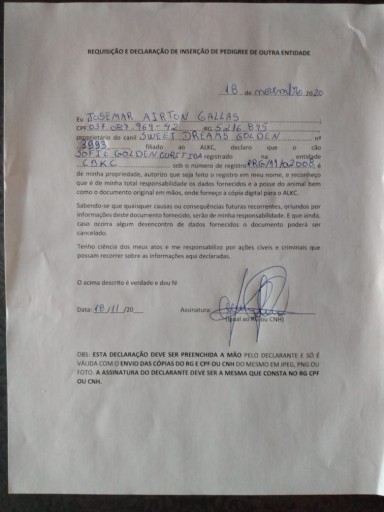 REQUISIÇÃO E DECLARAÇÃO DE INSERÇÃO DE PEDIGREE DE OUTRA ENTIDADE
18 de novembro 2020
Eu JOSEMAR AIRTON GALLAS
CPF 037.087.969-42 RG 5216875
proprietário do canil SWEET DREAMS GOLDEN nº
3993 filiado ao ALKC, declaro que o cão
SOFIE GOLDEN CURITIBA registrado na entidade
CBKC sob o número de registro é
de minha propriedade, autorizo que seja feito o registro em meu nome, e reconheço
que é de minha total responsabilidade os dados fornecidos e a posse do animal bem
como o documento original em mãos, onde forneço a cópia digital para o ALKC.
Sabendo-se que quaisquer causas ou consequências futuras recorrentes, oriundos por
informações deste documento fornecido, serão de minha responsabilidade. E que ainda,
caso ocorra algum desencontro de dados fornecidos o documento poderá ser
cancelado.
Tenho ciência dos meus atos e me responsabilizo por ações cíveis e criminais que
possam recorrer sobre as informações aqui declaradas.
O acima descrito é verdade e dou fé
Data: 18/11/20 Assinatura:
(Igual ao RG ou CNH)
OBS: ESTA DECLARAÇÃO DEVE SER PREENCHIDA A MÃO PELO DECLARANTE E SÓ É
VÁLIDA COM O ENVIO DAS CÓPIAS DO RG E CPF OU CNH DO MESMO EM JPEG, PNG OU
FOTO. A ASSINATURA DO DECLARANTE DEVE SER A MESMA QUE CONSTA NO RG CPF
OU CNH.